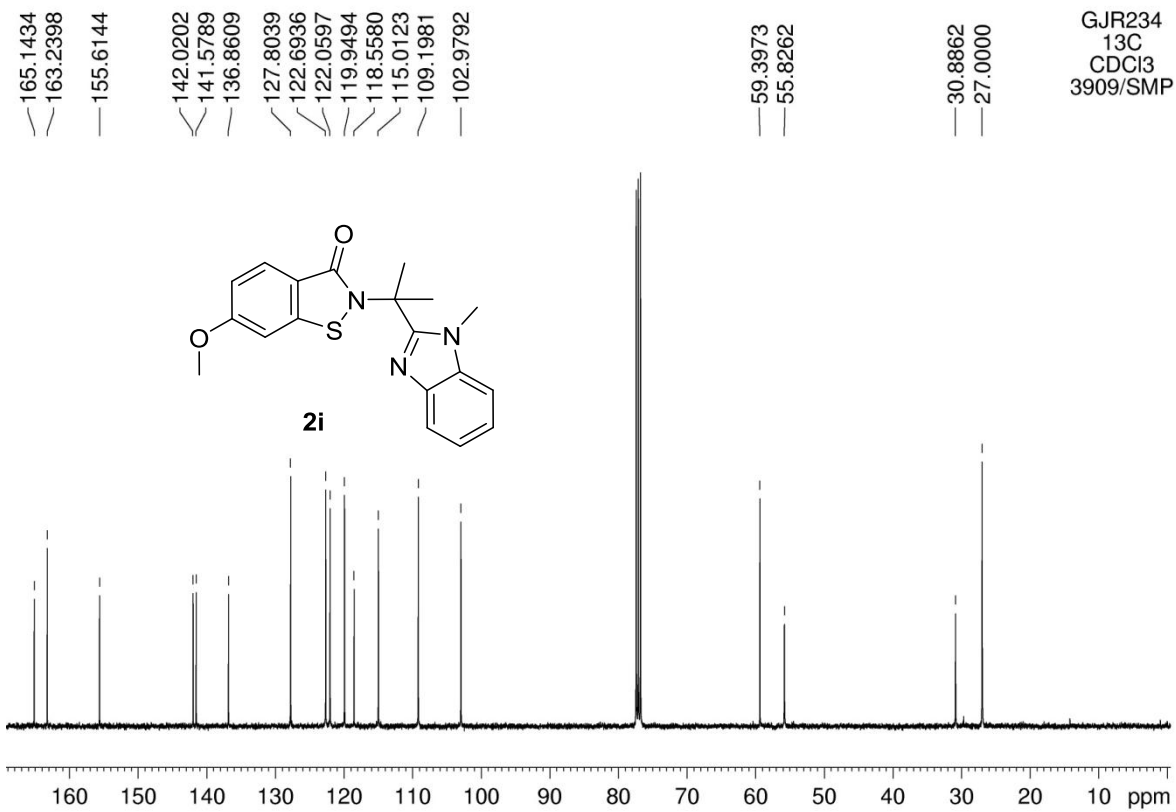 165.1434
163.2398
155.6144
142.0202
141.5789
136.8609
127.8039
122.6936
122.0597
119.9494
118.5580
115.0123
109.1981
102.9792
59.3973
55.8262
30.8862
27.0000
GJR234
13C
CDCl3
3909/SMP
O
N
S
O
N
N
2i
160 150 140 130 120 110 100 90 80 70 60 50 40 30 20 10 ppm